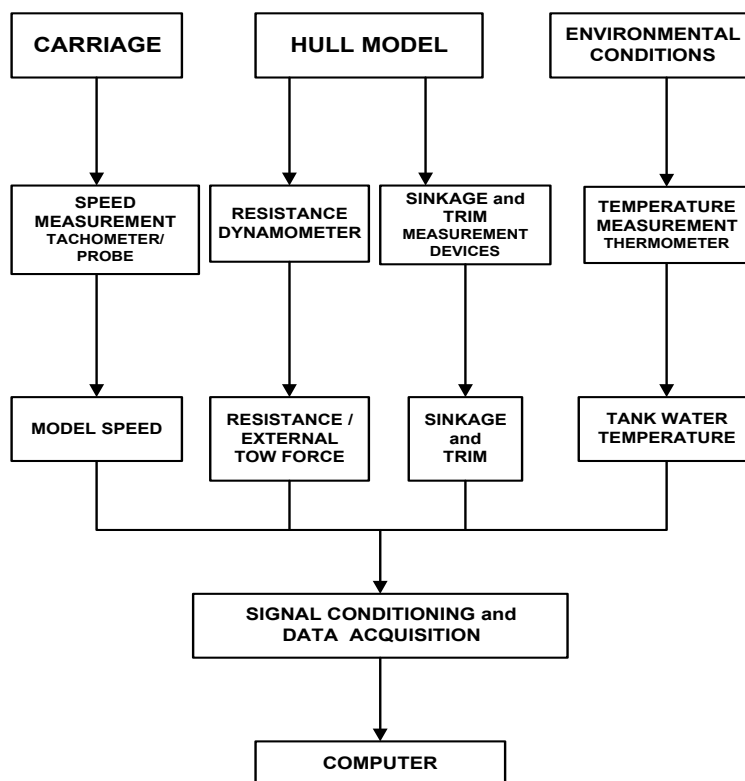 CARRIAGE
HULL MODEL
ENVIRONMENTAL
CONDITIONS
SPEED
MEASUREMENT
TACHOMETER/
PROBE
RESISTANCE
DYNAMOMETER
SINKAGE and
TRIM
MEASUREMENT
DEVICES
TEMPERATURE
MEASUREMENT
THERMOMETER
MODEL SPEED
RESISTANCE /
EXTERNAL
TOW FORCE
SINKAGE
and
TRIM
TANK WATER
TEMPERATURE
SIGNAL CONDITIONING and
DATA ACQUISITION
COMPUTER